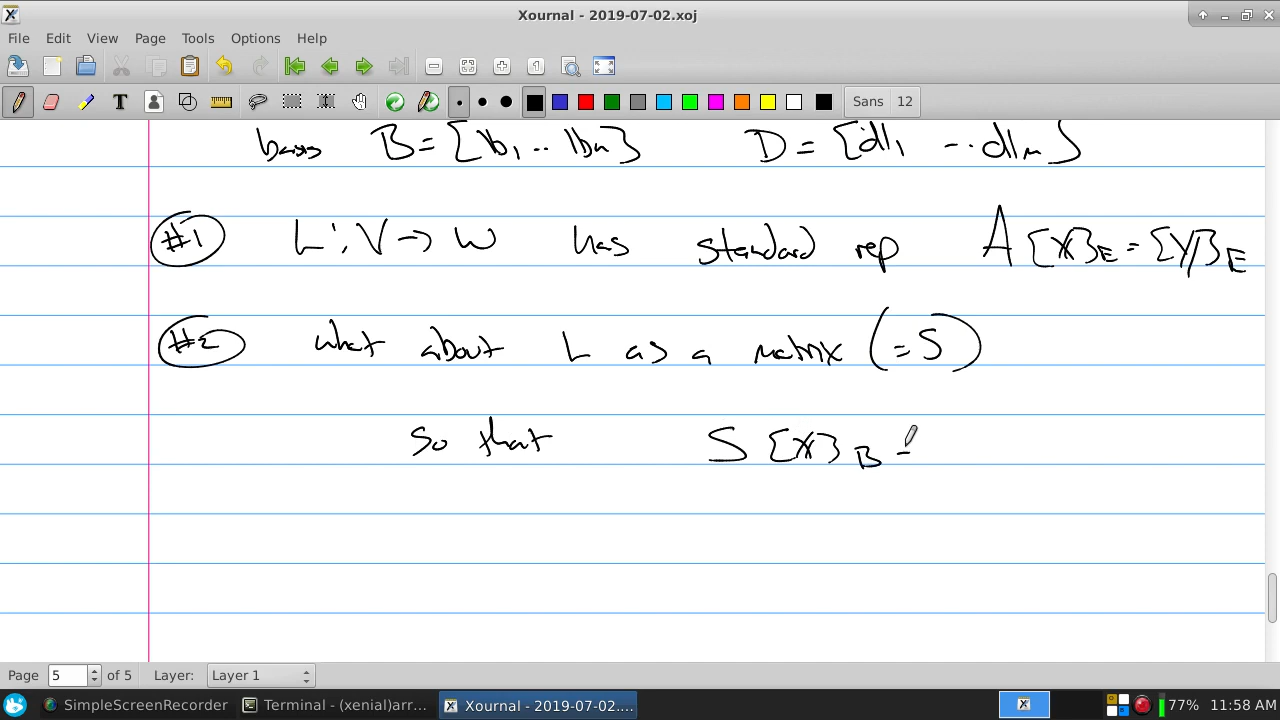 Xournal - 2019-07-02.xoj
File Edit View Page Tools Options Help
Sans 12
basis B = {b1 .. bn} D = {d1 ... dm}
#1 L : V → W has standard rep A [x]E = [y]E
#2 what about L as a matrix (= S)
So that S [x]B =
Page 5 of 5 Layer: Layer 1
SimpleScreenRecorder Terminal - (xenial)arr... Xournal - 2019-07-02.... 77% 11:58 AM